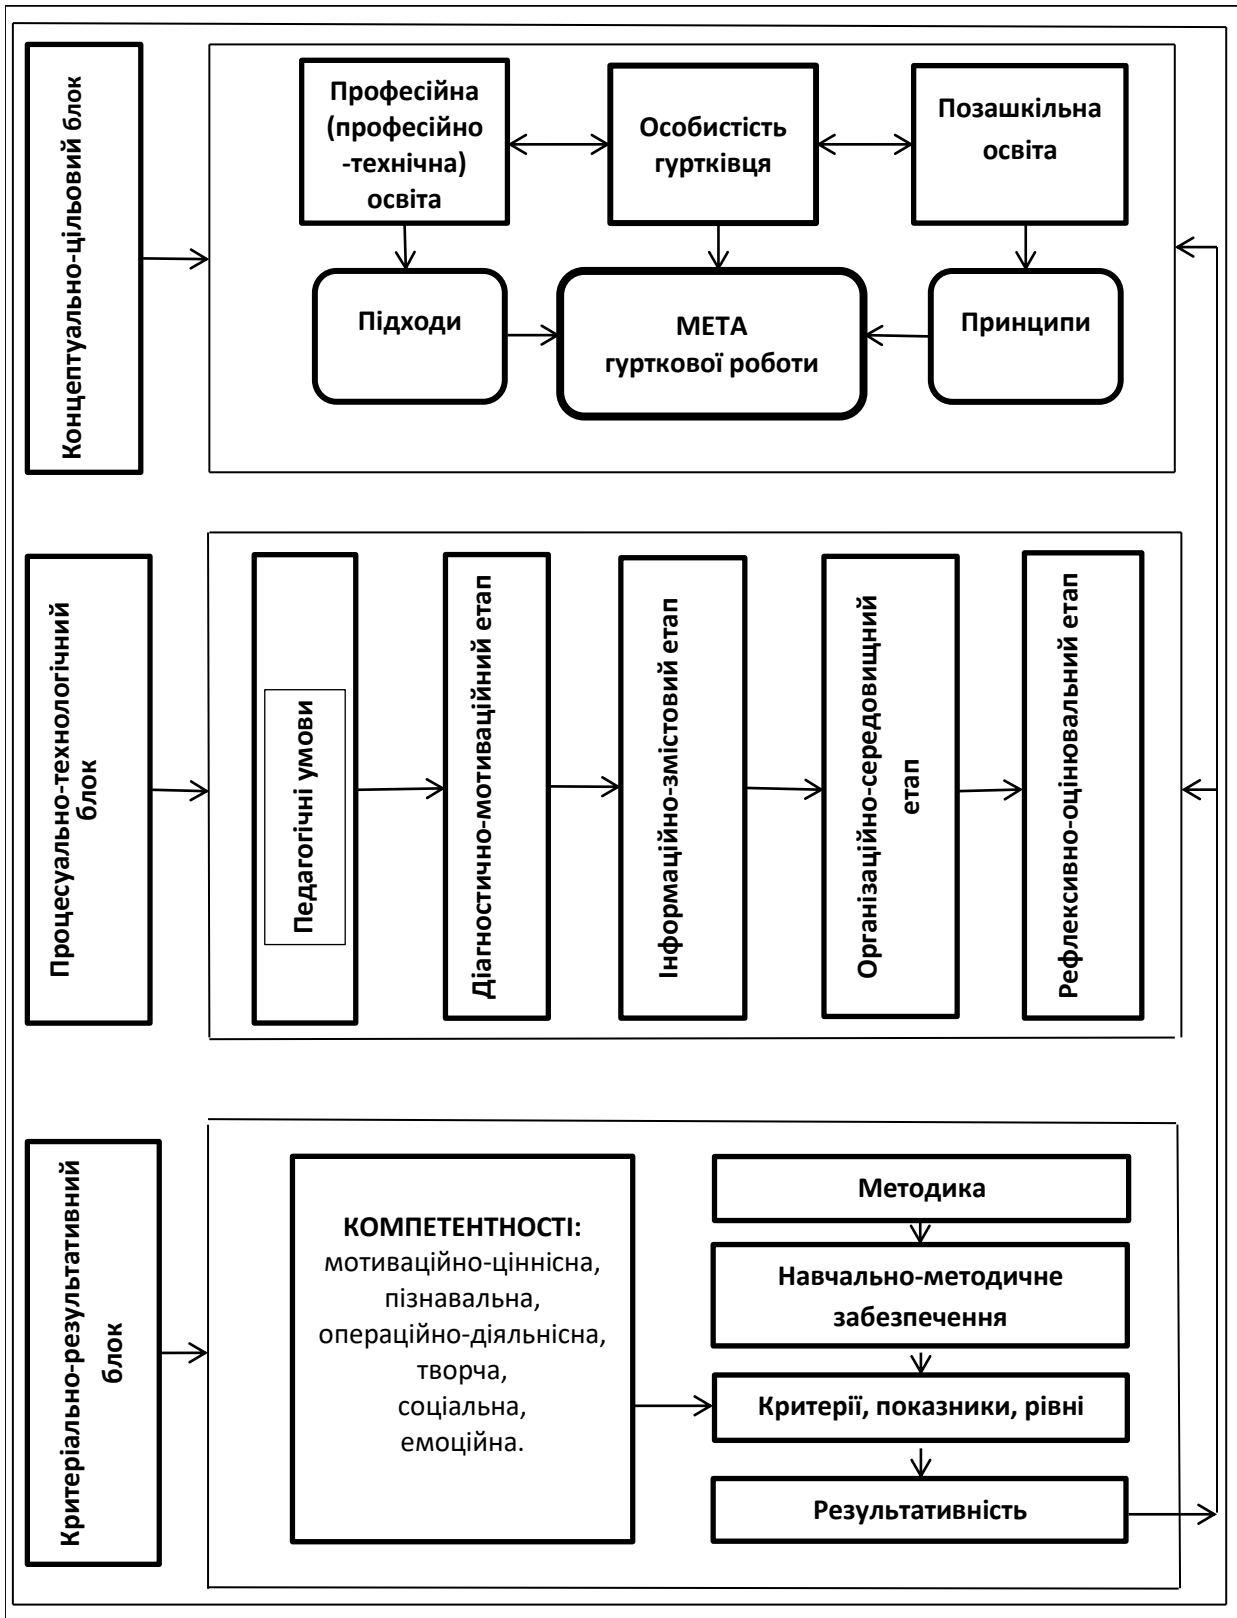 Концептуально-цільовий блок
Професійна
(професійно
-технічна)
освіта
Особистість
гуртківця
Позашкільна
освіта
Підходи
МЕТА
гурткової роботи
Принципи
Процесуально-технологічний
блок
Педагогічні умови
Діагностично-мотиваційний етап
Інформаційно-змістовий етап
Організаційно-середовищний
етап
Рефлексивно-оцінювальний етап
Критеріально-результативний
блок
КОМПЕТЕНТНОСТІ:
мотиваційно-ціннісна,
пізнавальна,
операційно-діяльнісна,
творча,
соціальна,
емоційна.
Методика
Навчально-методичне
забезпечення
Критерії, показники, рівні
Результативність